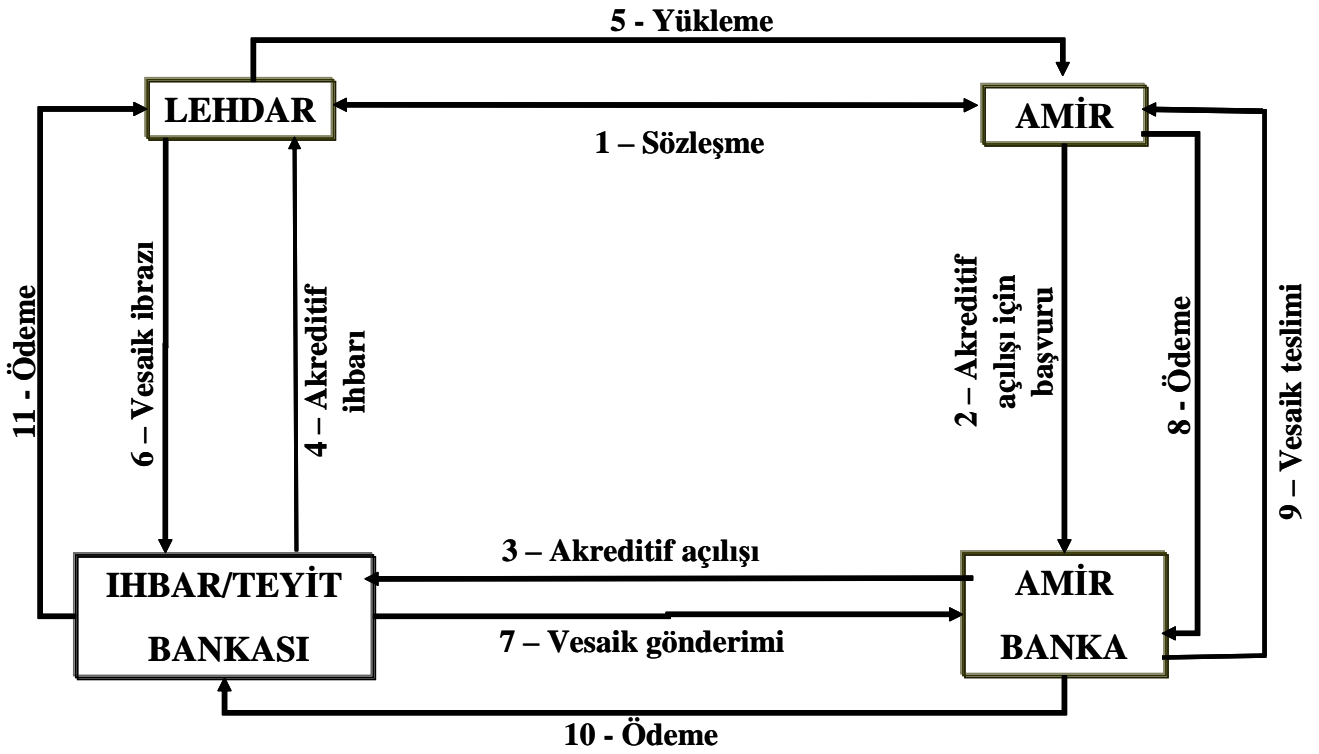 5 - Yükleme
LEHDAR
AMİR
1 – Sözleşme
11 - Ödeme
6 – Vesaik ibrazı
4 – Akreditif
ihbarı
2 – Akreditif
açılışı için
başvuru
8 - Ödeme
9 – Vesaik teslimi
3 – Akreditif açılışı
IHBAR/TEYİT
BANKASI
AMİR
BANKA
7 – Vesaik gönderimi
10 - Ödeme